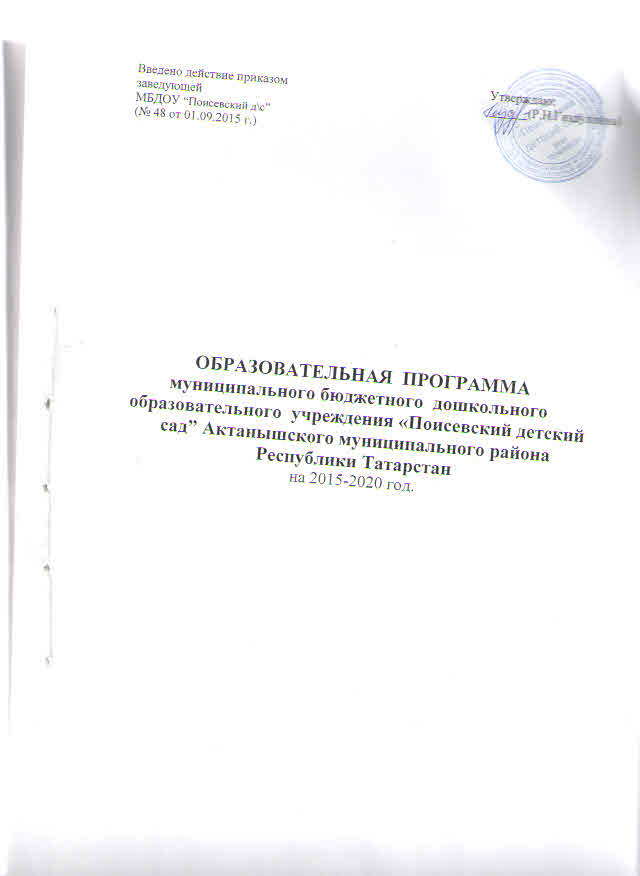 Введено действие приказом
заведующей
МБДОУ “Поисевский д\с”
(№ 48 от 01.09.2015 г.)
Утверждаю:
ОБРАЗОВАТЕЛЬНАЯ ПРОГРАММА
муниципального бюджетного дошкольного
образовательного учреждения «Поисевский детский
сад” Актанышского муниципального района
Республики Татарстан
на 2015-2020 год.